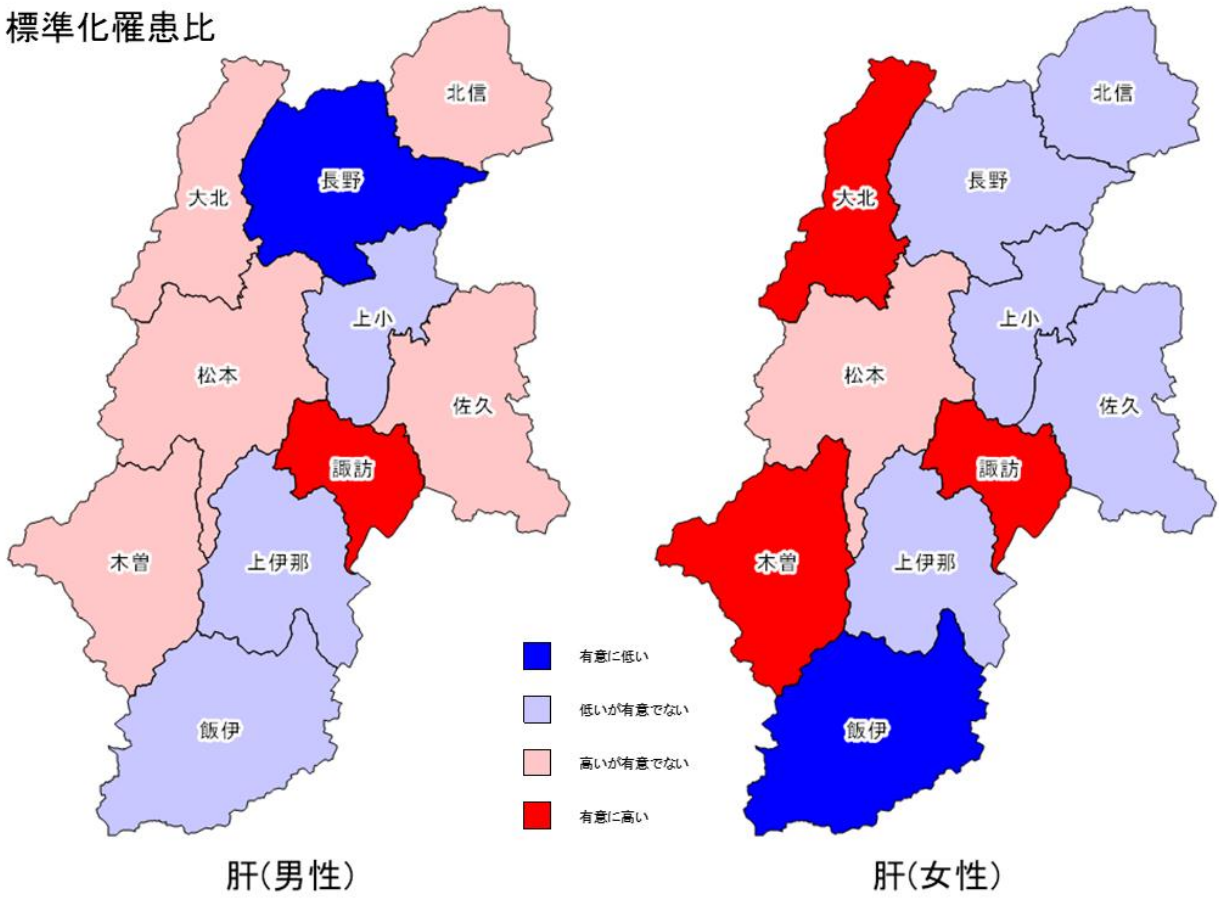 標準化罹患比
北信
長野
大北
上小
松本
佐久
諏訪
木曽
上伊那
飯伊
北信
長野
大北
上小
松本
佐久
諏訪
木曽
上伊那
飯伊
有意に低い
低いが有意でない
高いが有意でない
有意に高い
肝(男性)
肝(女性)